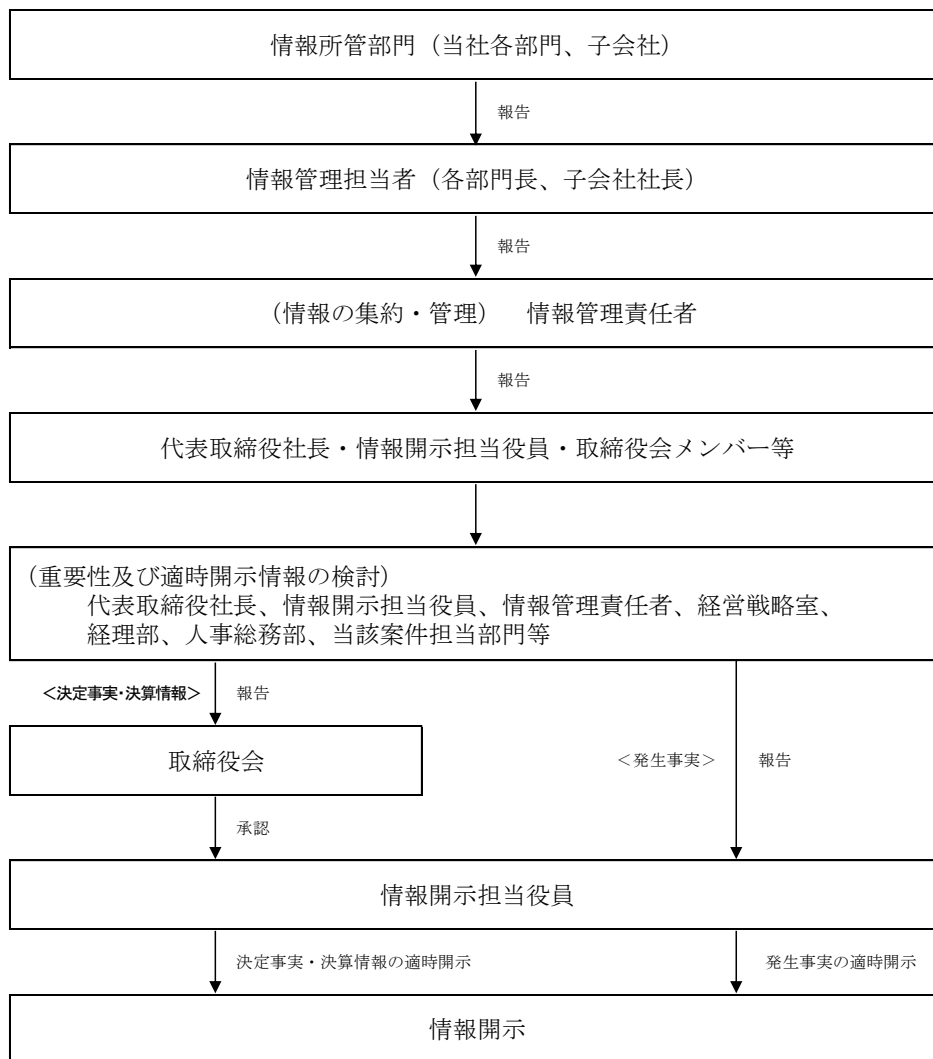 情報所管部門（当社各部門、子会社）
報告
情報管理担当者（各部門長、子会社社長）
報告
（情報の集約・管理）　情報管理責任者
報告
代表取締役社長・情報開示担当役員・取締役会メンバー等
（重要性及び適時開示情報の検討）
代表取締役社長、情報開示担当役員、情報管理責任者、経営戦略室、
経理部、人事総務部、当該案件担当部門等
＜決定事実・決算情報＞　報告
取締役会
＜発生事実＞　報告
承認
情報開示担当役員
決定事実・決算情報の適時開示
発生事実の適時開示
情報開示